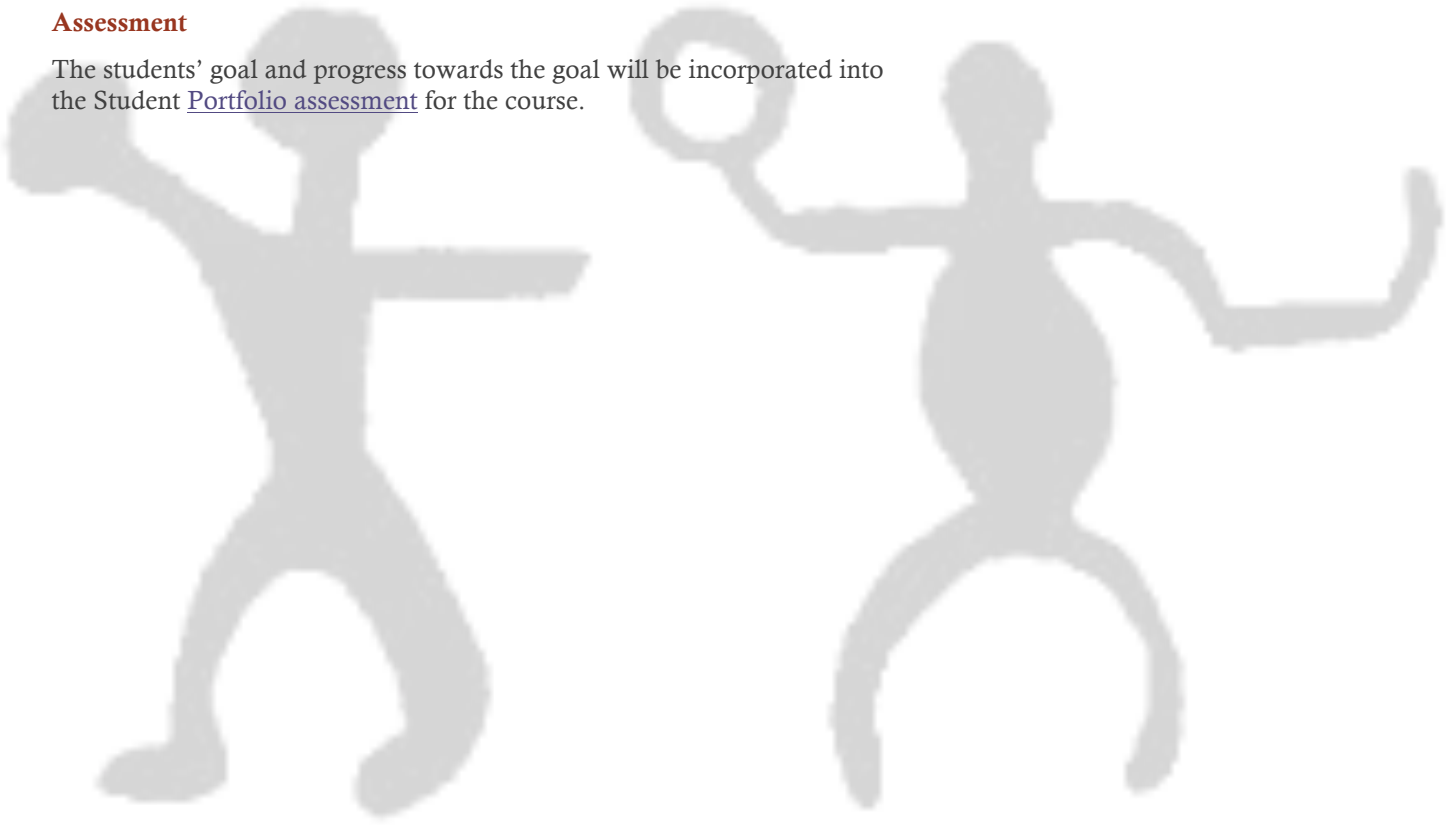 Assessment
The students’ goal and progress towards the goal will be incorporated into
the Student Portfolio assessment for the course.